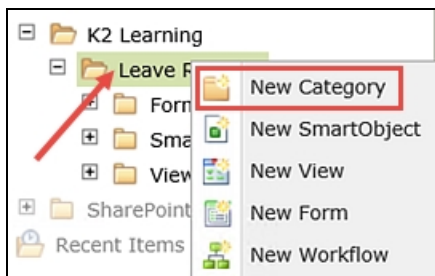 K2 Learning
Leave R
New Category
Form
New SmartObject
Sma
View
New View
SharePoint
New Form
Recent Items
New Workflow